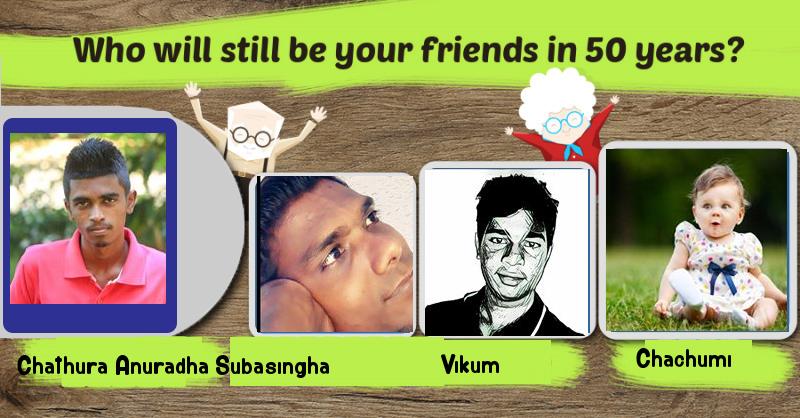 Who will still be your friends in 50 years?
Chathura Anuradha Subasingha
Vikum
Chachumi